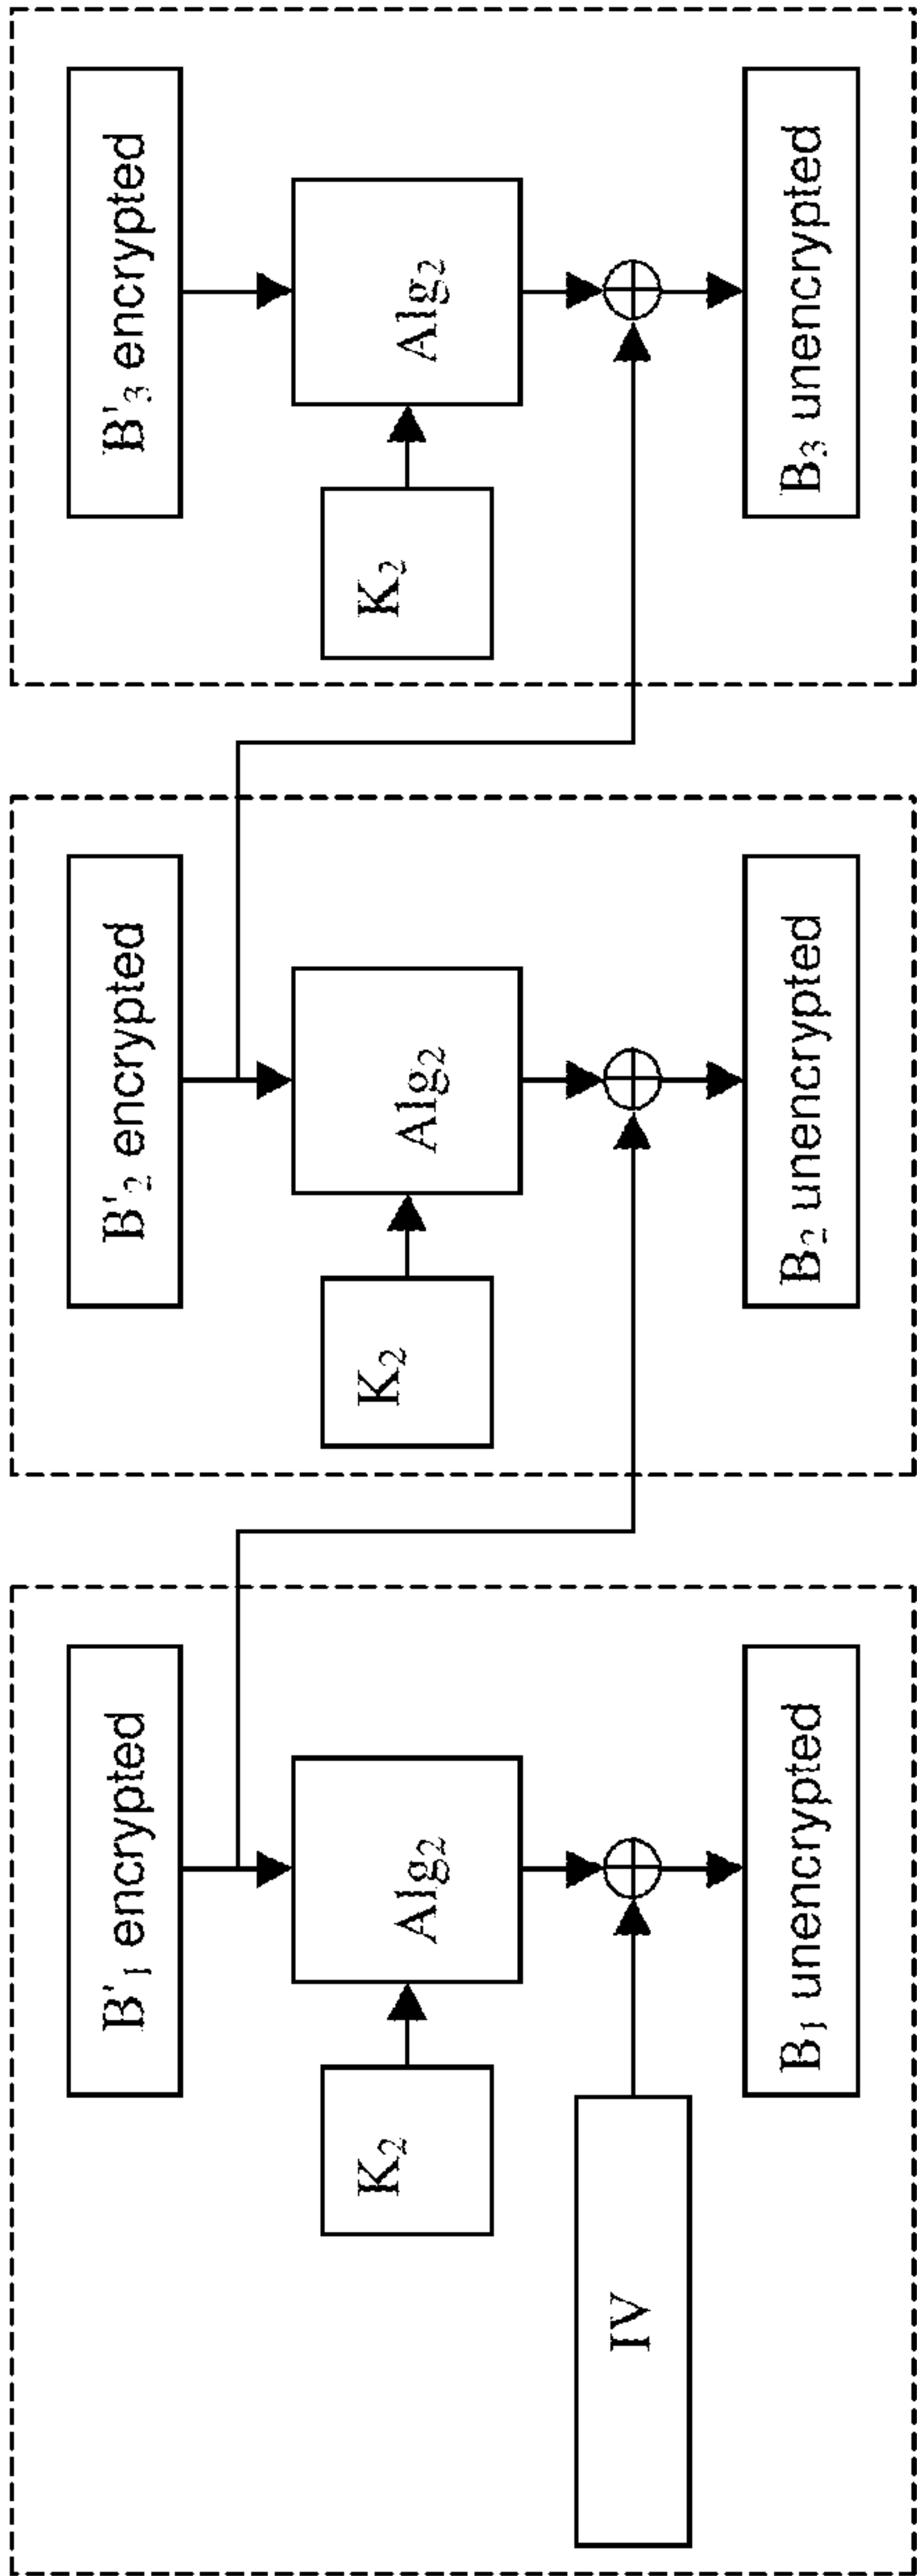 B'₁ encrypted
K₂
Alg₂
IV
B₁ unencrypted
B'₂ encrypted
K₂
Alg₂
B₂ unencrypted
B'₃ encrypted
K₂
Alg₂
B₃ unencrypted